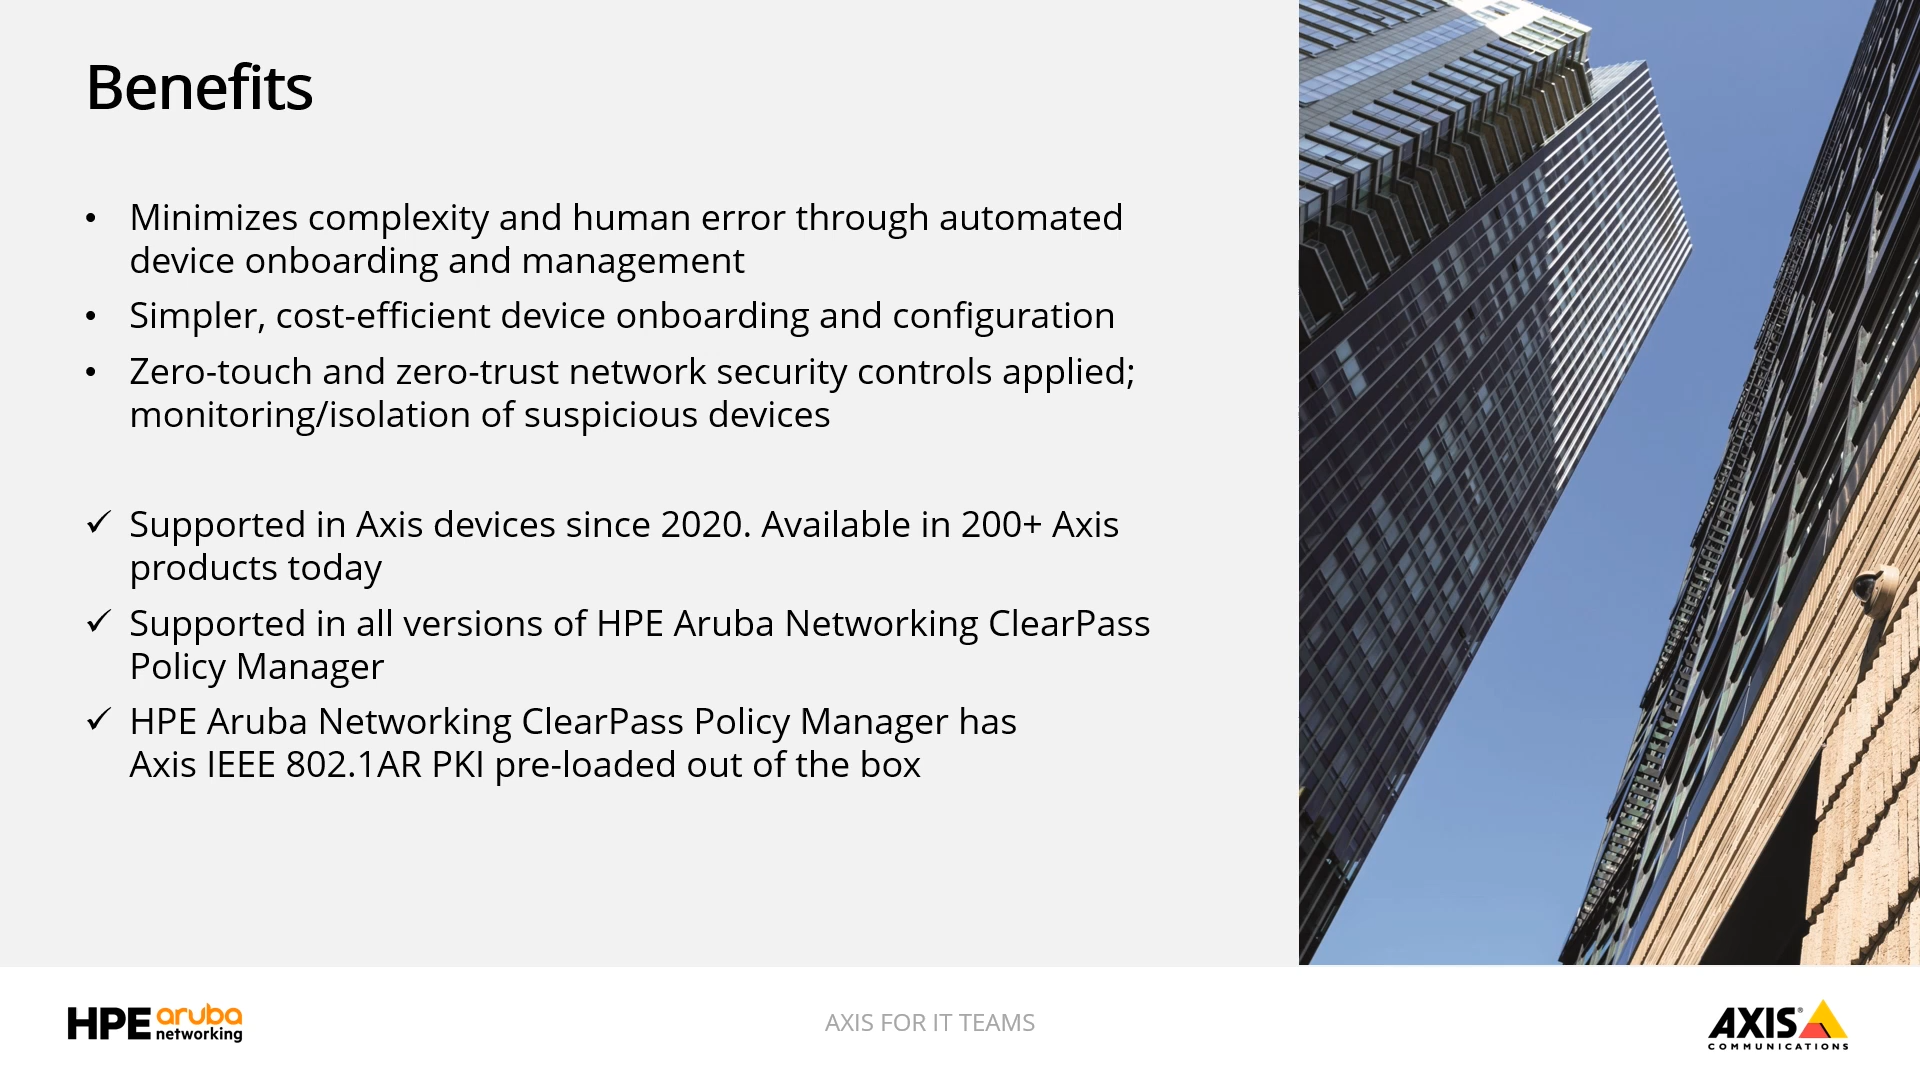 Benefits
• Minimizes complexity and human error through automated
device onboarding and management
• Simpler, cost-efficient device onboarding and configuration
• Zero-touch and zero-trust network security controls applied;
monitoring/isolation of suspicious devices
✓ Supported in Axis devices since 2020. Available in 200+ Axis
products today
✓ Supported in all versions of HPE Aruba Networking ClearPass
Policy Manager
✓ HPE Aruba Networking ClearPass Policy Manager has
Axis IEEE 802.1AR PKI pre-loaded out of the box
HPE aruba
networking
AXIS FOR IT TEAMS
AXIS®
COMMUNICATIONS